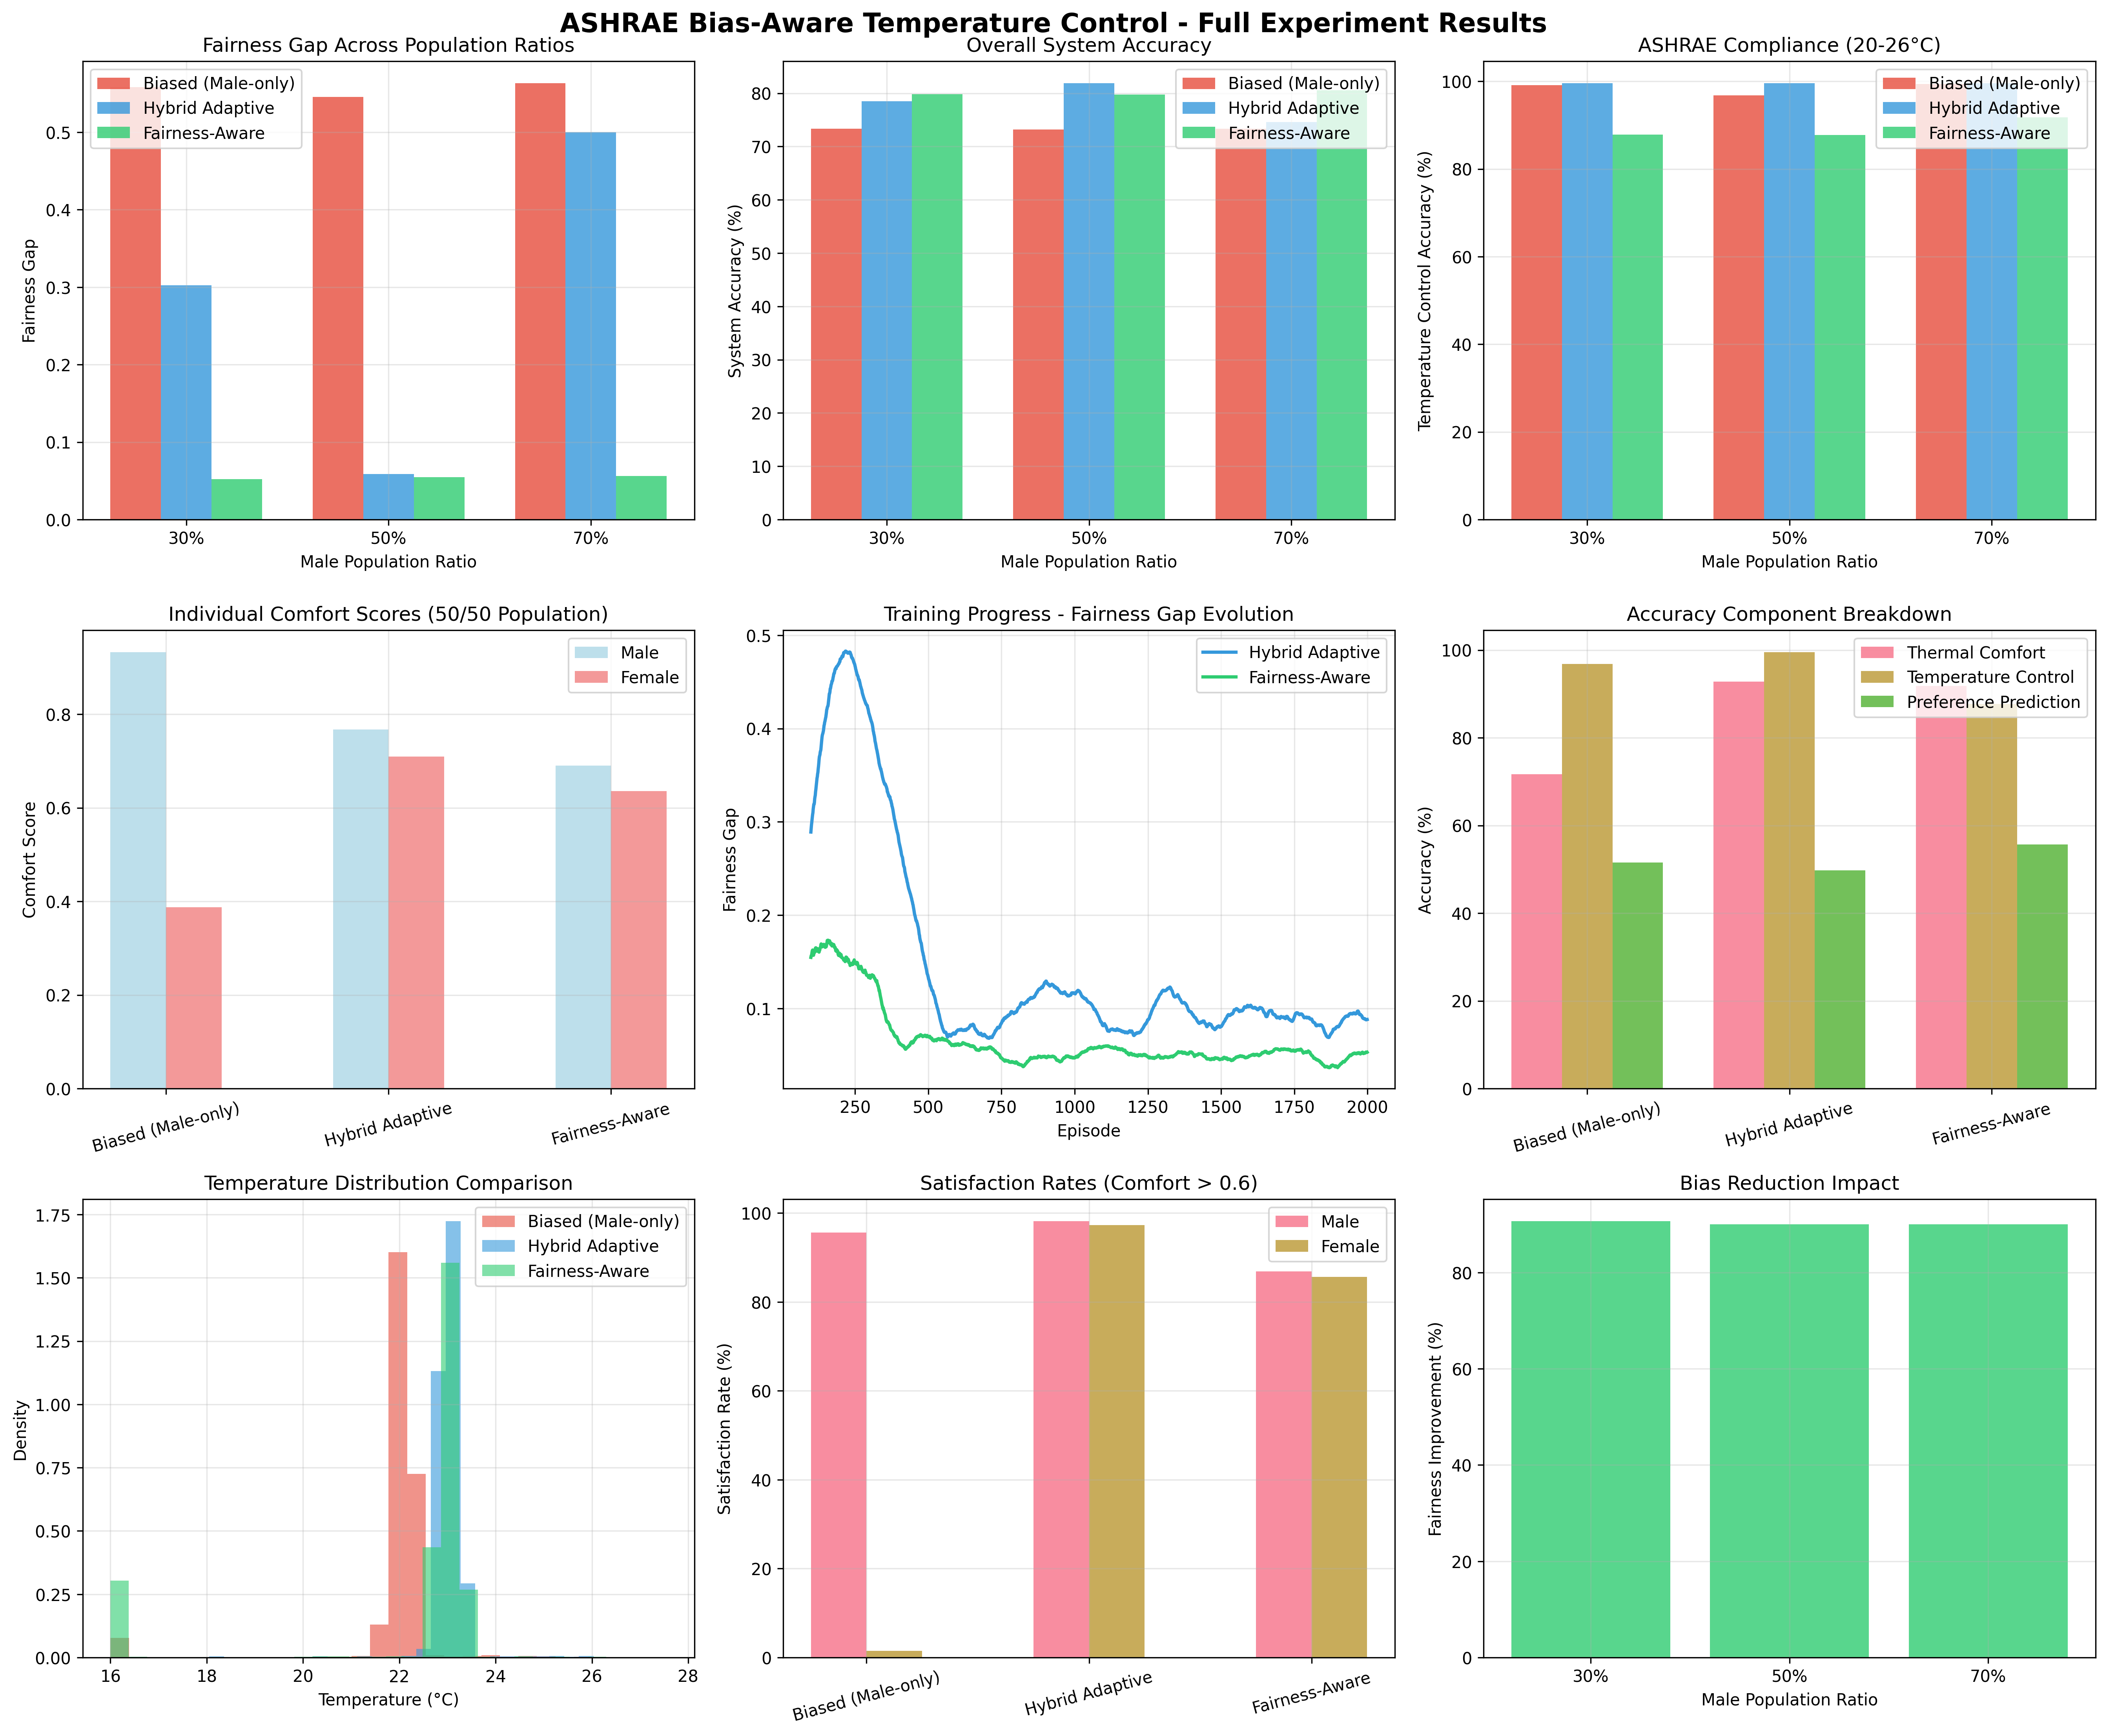 ASHRAE Bias-Aware Temperature Control - Full Experiment Results
Fairness Gap Across Population Ratios
Fairness Gap
0.5
0.4
0.3
0.2
0.1
0.0
Biased (Male-only)
Hybrid Adaptive
Fairness-Aware
30%
50%
70%
Male Population Ratio
Overall System Accuracy
System Accuracy (%)
80
70
60
50
40
30
20
10
0
Biased (Male-only)
Hybrid Adaptive
Fairness-Aware
30%
50%
70%
Male Population Ratio
ASHRAE Compliance (20-26°C)
Temperature Control Accuracy (%)
100
80
60
40
20
0
Biased (Male-only)
Hybrid Adaptive
Fairness-Aware
30%
50%
70%
Male Population Ratio
Individual Comfort Scores (50/50 Population)
Comfort Score
0.8
0.6
0.4
0.2
0.0
Male
Female
Biased (Male-only)
Hybrid Adaptive
Fairness-Aware
Training Progress - Fairness Gap Evolution
Fairness Gap
0.5
0.4
0.3
0.2
0.1
Hybrid Adaptive
Fairness-Aware
250
500
750
1000
1250
1500
1750
2000
Episode
Accuracy Component Breakdown
Accuracy (%)
100
80
60
40
20
0
Thermal Comfort
Temperature Control
Preference Prediction
Biased (Male-only)
Hybrid Adaptive
Fairness-Aware
Temperature Distribution Comparison
Density
1.75
1.50
1.25
1.00
0.75
0.50
0.25
0.00
Biased (Male-only)
Hybrid Adaptive
Fairness-Aware
16
18
20
22
24
26
28
Temperature (°C)
Satisfaction Rates (Comfort > 0.6)
Satisfaction Rate (%)
100
80
60
40
20
0
Male
Female
Biased (Male-only)
Hybrid Adaptive
Fairness-Aware
Bias Reduction Impact
Fairness Improvement (%)
80
60
40
20
0
30%
50%
70%
Male Population Ratio